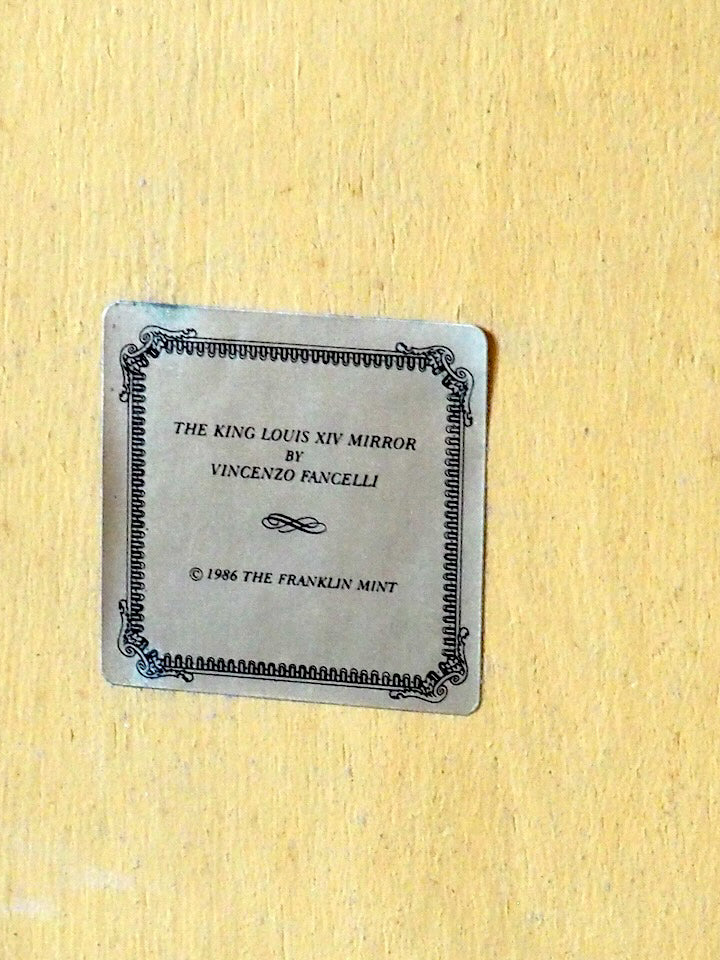 THE KING LOUIS XIV MIRROR
BY
VINCENZO FANCELLI
© 1986 THE FRANKLIN MINT